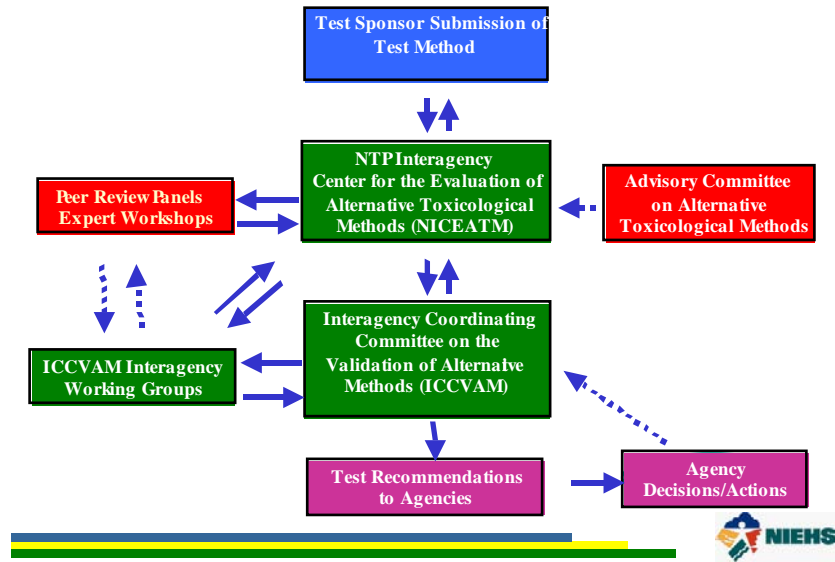 Test Sponsor Submission of
Test Method
NTP Interagency
Center for the Evaluation of
Alternative Toxicological
Methods (NICEATM)
Peer Review Panels
Expert Workshops
Advisory Committee
on Alternative
Toxicological Methods
Interagency Coordinating
Committee on the
Validation of Alternaive
Methods (ICCVAM)
ICCVAM Interagency
Working Groups
Test Recommendations
to Agencies
Agency
Decisions/Actions
NIEHS